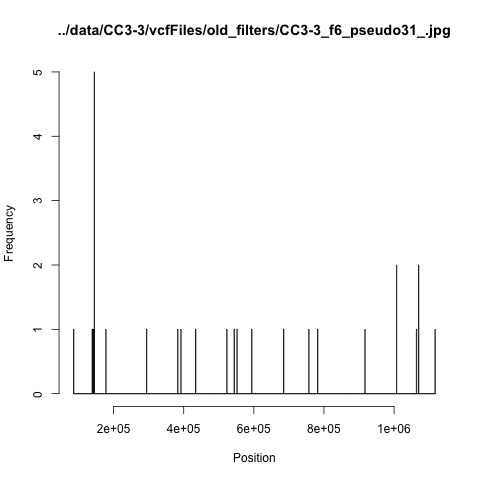 ../data/CC3-3/vcfFiles/old_filters/CC3-3_f6_pseudo31_.jpg
Frequency
5
4
3
2
1
0
2e+05 4e+05 6e+05 8e+05 1e+06
Position